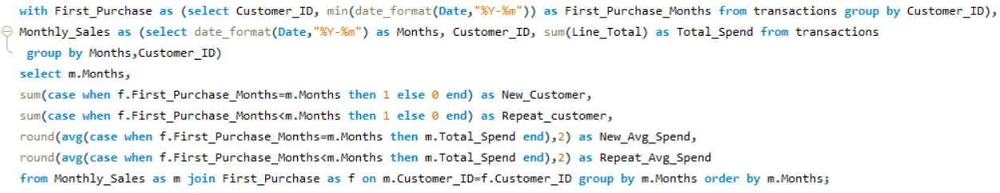 with First_Purchase as (select Customer_ID, min(date_format(Date,"%Y-%m")) as First_Purchase_Months from transactions group by Customer_ID),
Monthly_Sales as (select date_format(Date,"%Y-%m") as Months, Customer_ID, sum(Line_Total) as Total_Spend from transactions
group by Months,Customer_ID)
select m.Months,
sum(case when f.First_Purchase_Months=m.Months then 1 else 0 end) as New_Customer,
sum(case when f.First_Purchase_Months<m.Months then 1 else 0 end) as Repeat_customer,
round(avg(case when f.First_Purchase_Months=m.Months then m.Total_Spend end),2) as New_Avg_Spend,
round(avg(case when f.First_Purchase_Months<m.Months then m.Total_Spend end),2) as Repeat_Avg_Spend
from Monthly_Sales as m join First_Purchase as f on m.Customer_ID=f.Customer_ID group by m.Months order by m.Months;